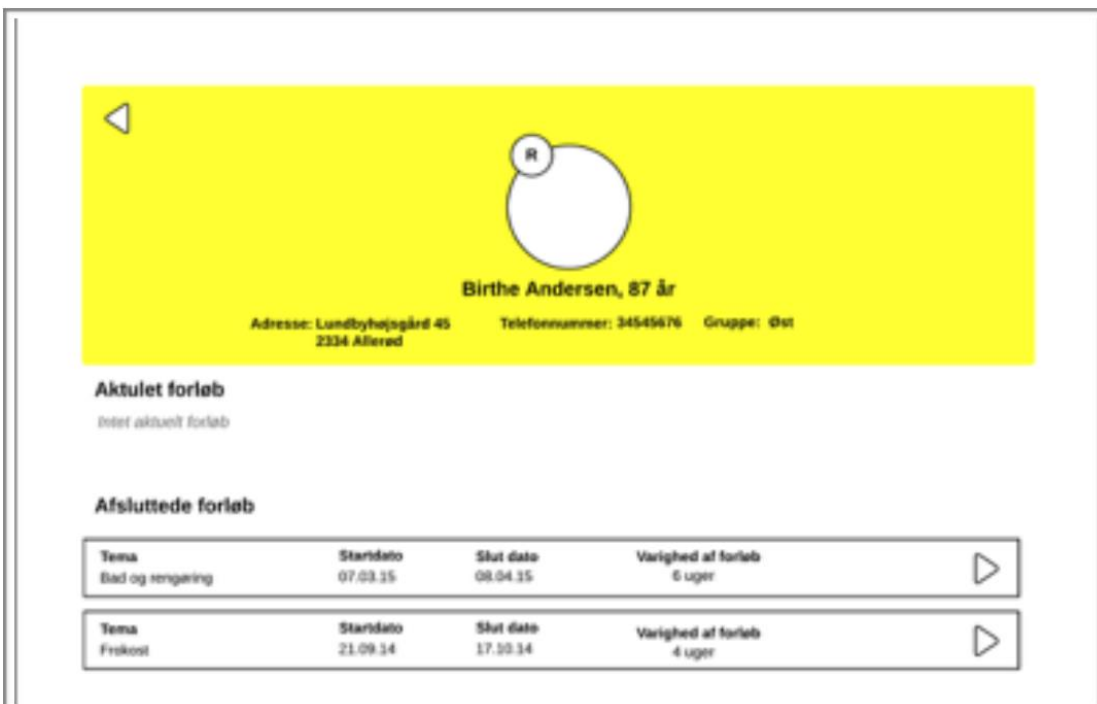 R
Birthe Andersen, 87 år
Adresse: Lundbyhøjsgård 45 Telefonnummer: 34545676 Gruppe: Øst
2334 Allerød
Aktulet forløb
Intet aktuelt forløb
Afsluttede forløb
Tema Startdato Slut dato Varighed af forløb
Bad og rengøring 07.03.15 08.04.15 6 uger
Tema Startdato Slut dato Varighed af forløb
Frokost 21.09.14 17.10.14 4 uger